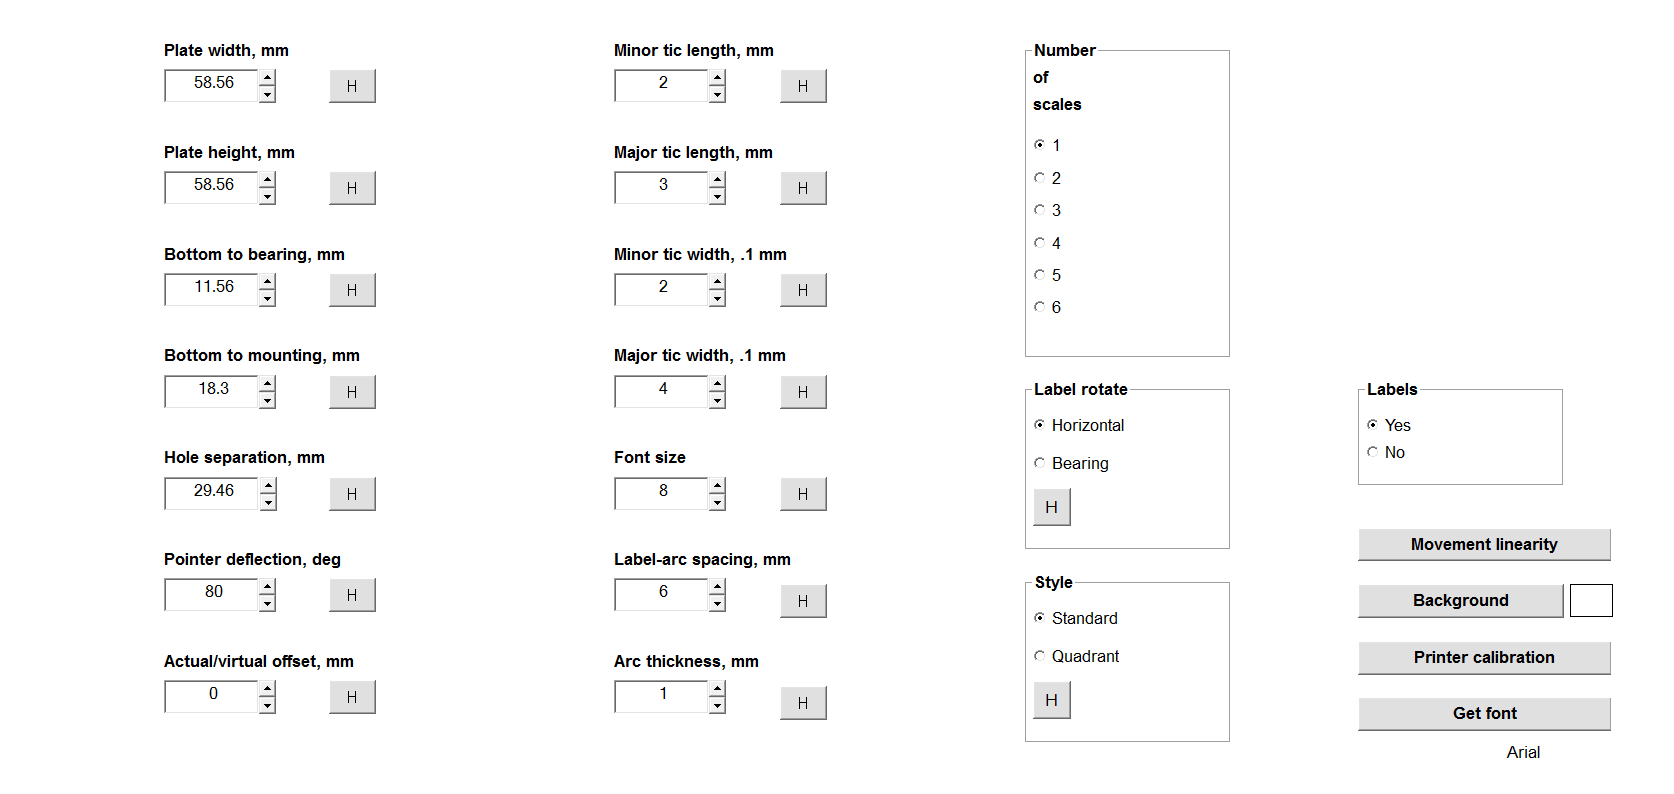 Plate width, mm
58.56
H
Plate height, mm
58.56
H
Bottom to bearing, mm
11.56
H
Bottom to mounting, mm
18.3
H
Hole separation, mm
29.46
H
Pointer deflection, deg
80
H
Actual/virtual offset, mm
0
H
Minor tic length, mm
2
H
Major tic length, mm
3
H
Minor tic width, .1 mm
2
H
Major tic width, .1 mm
4
H
Font size
8
H
Label-arc spacing, mm
6
H
Arc thickness, mm
1
H
Number
of
scales
1
2
3
4
5
6
Label rotate
Horizontal
Bearing
H
Style
Standard
Quadrant
H
Labels
Yes
No
Movement linearity
Background
Printer calibration
Get font
Arial